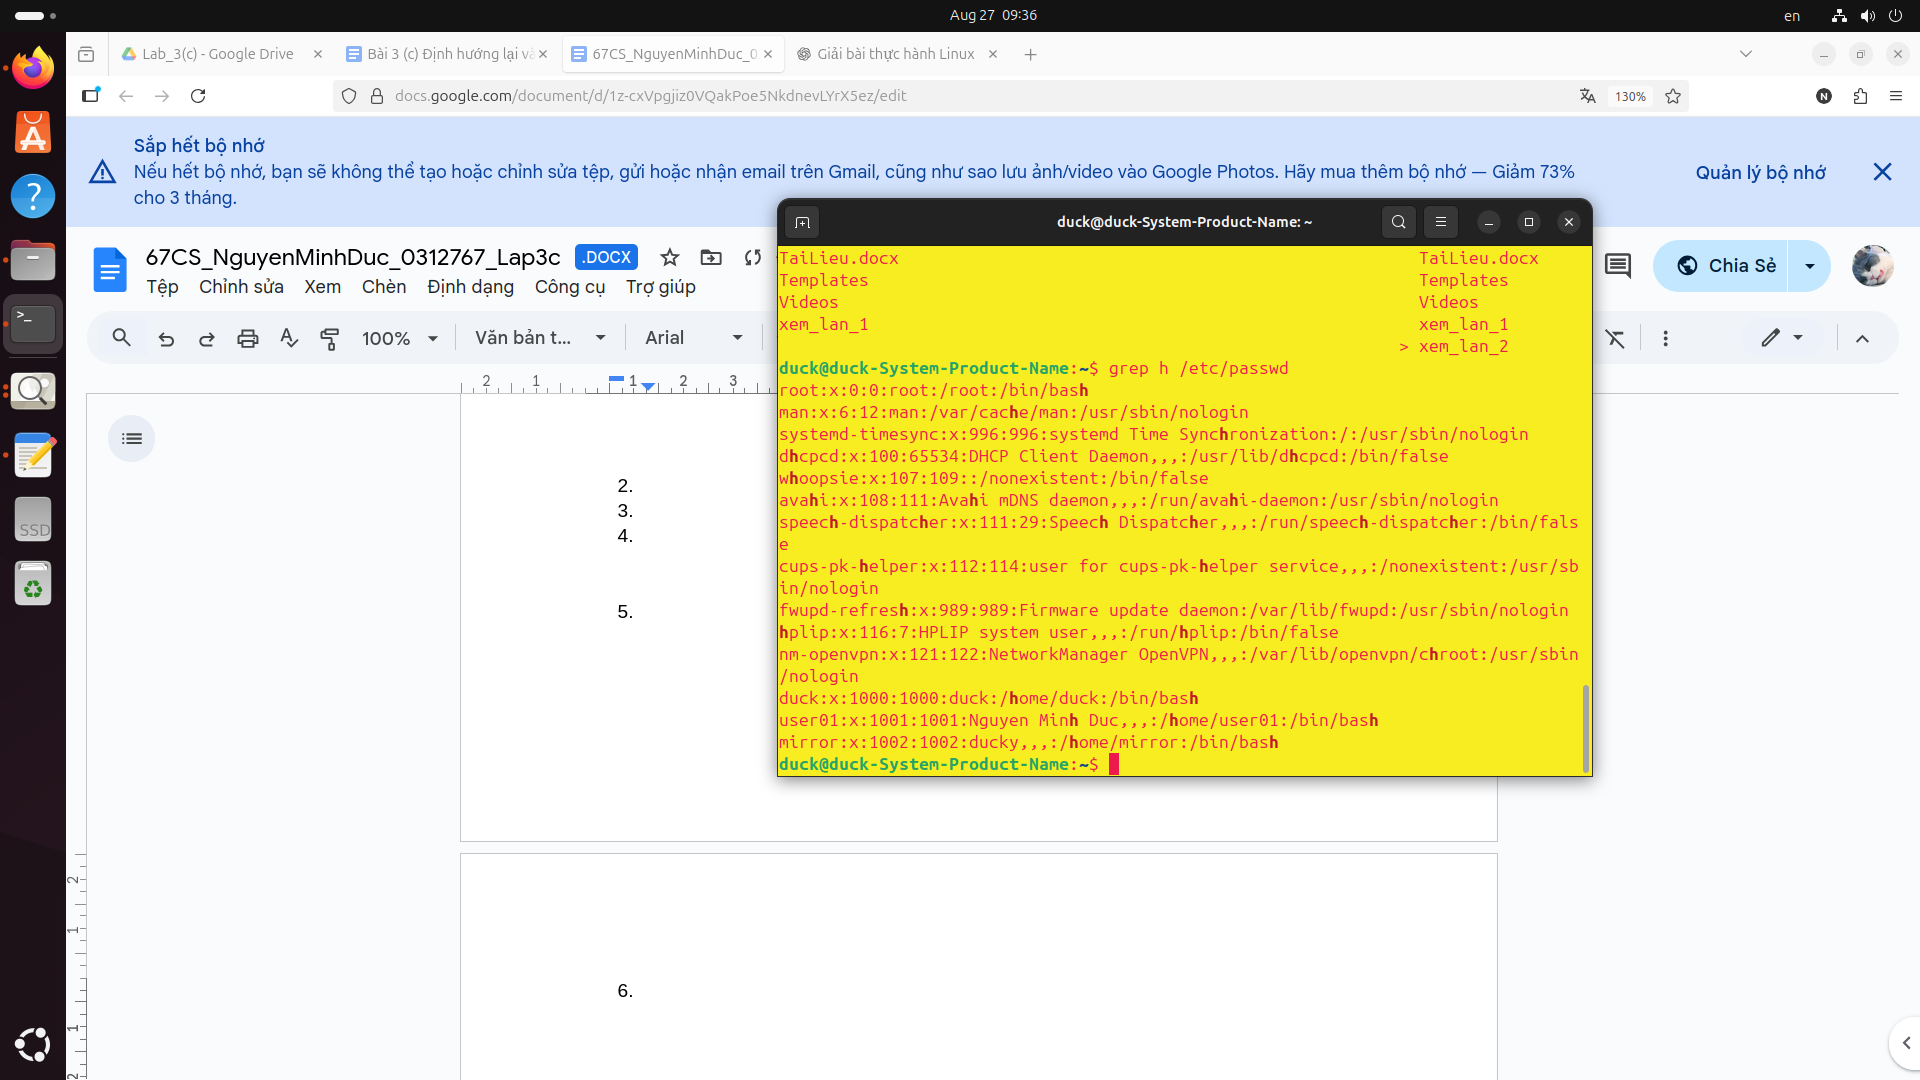 Aug 27 09:36
en
Lab_3(c) - Google Drive
Bài 3 (c) Định hướng lại và
67CS_NguyenMinhDuc_0
Giải bài thực hành Linux
docs.google.com/document/d/1z-cxVpgjiz0VQakPoe5NkdnevLYrX5ez/edit
130%
N
Sắp hết bộ nhớ
Nếu hết bộ nhớ, bạn sẽ không thể tạo hoặc chỉnh sửa tệp, gửi hoặc nhận email trên Gmail, cũng như sao lưu ảnh/video vào Google Photos. Hãy mua thêm bộ nhớ — Giảm 73%
cho 3 tháng.
Quản lý bộ nhớ
67CS_NguyenMinhDuc_0312767_Lap3c
.DOCX
Tệp Chỉnh sửa Xem Chèn Định dạng Công cụ Trợ giúp
Chia Sẻ
100%
Văn bản t...
Arial
2 1 1 2 3
2.
3.
4.
5.
6.
2
1
1
2
SSD
duck@duck-System-Product-Name: ~
TaiLieu.docx TaiLieu.docx
Templates Templates
Videos Videos
xem_lan_1 xem_lan_1
> xem_lan_2
duck@duck-System-Product-Name:~$ grep h /etc/passwd
root:x:0:0:root:/root:/bin/bash
man:x:6:12:man:/var/cache/man:/usr/sbin/nologin
systemd-timesync:x:996:996:systemd Time Synchronization:/:/usr/sbin/nologin
dhcpcd:x:100:65534:DHCP Client Daemon,,,:/usr/lib/dhcpcd:/bin/false
whoopsie:x:107:109::/nonexistent:/bin/false
avahi:x:108:111:Avahi mDNS daemon,,,:/run/avahi-daemon:/usr/sbin/nologin
speech-dispatcher:x:111:29:Speech Dispatcher,,,:/run/speech-dispatcher:/bin/fals
e
cups-pk-helper:x:112:114:user for cups-pk-helper service,,,:/nonexistent:/usr/sb
in/nologin
fwupd-refresh:x:989:989:Firmware update daemon:/var/lib/fwupd:/usr/sbin/nologin
hplip:x:116:7:HPLIP system user,,,:/run/hplip:/bin/false
nm-openvpn:x:121:122:NetworkManager OpenVPN,,,:/var/lib/openvpn/chroot:/usr/sbin
/nologin
duck:x:1000:1000:duck:/home/duck:/bin/bash
user01:x:1001:1001:Nguyen Minh Duc,,,:/home/user01:/bin/bash
mirror:x:1002:1002:ducky,,,:/home/mirror:/bin/bash
duck@duck-System-Product-Name:~$